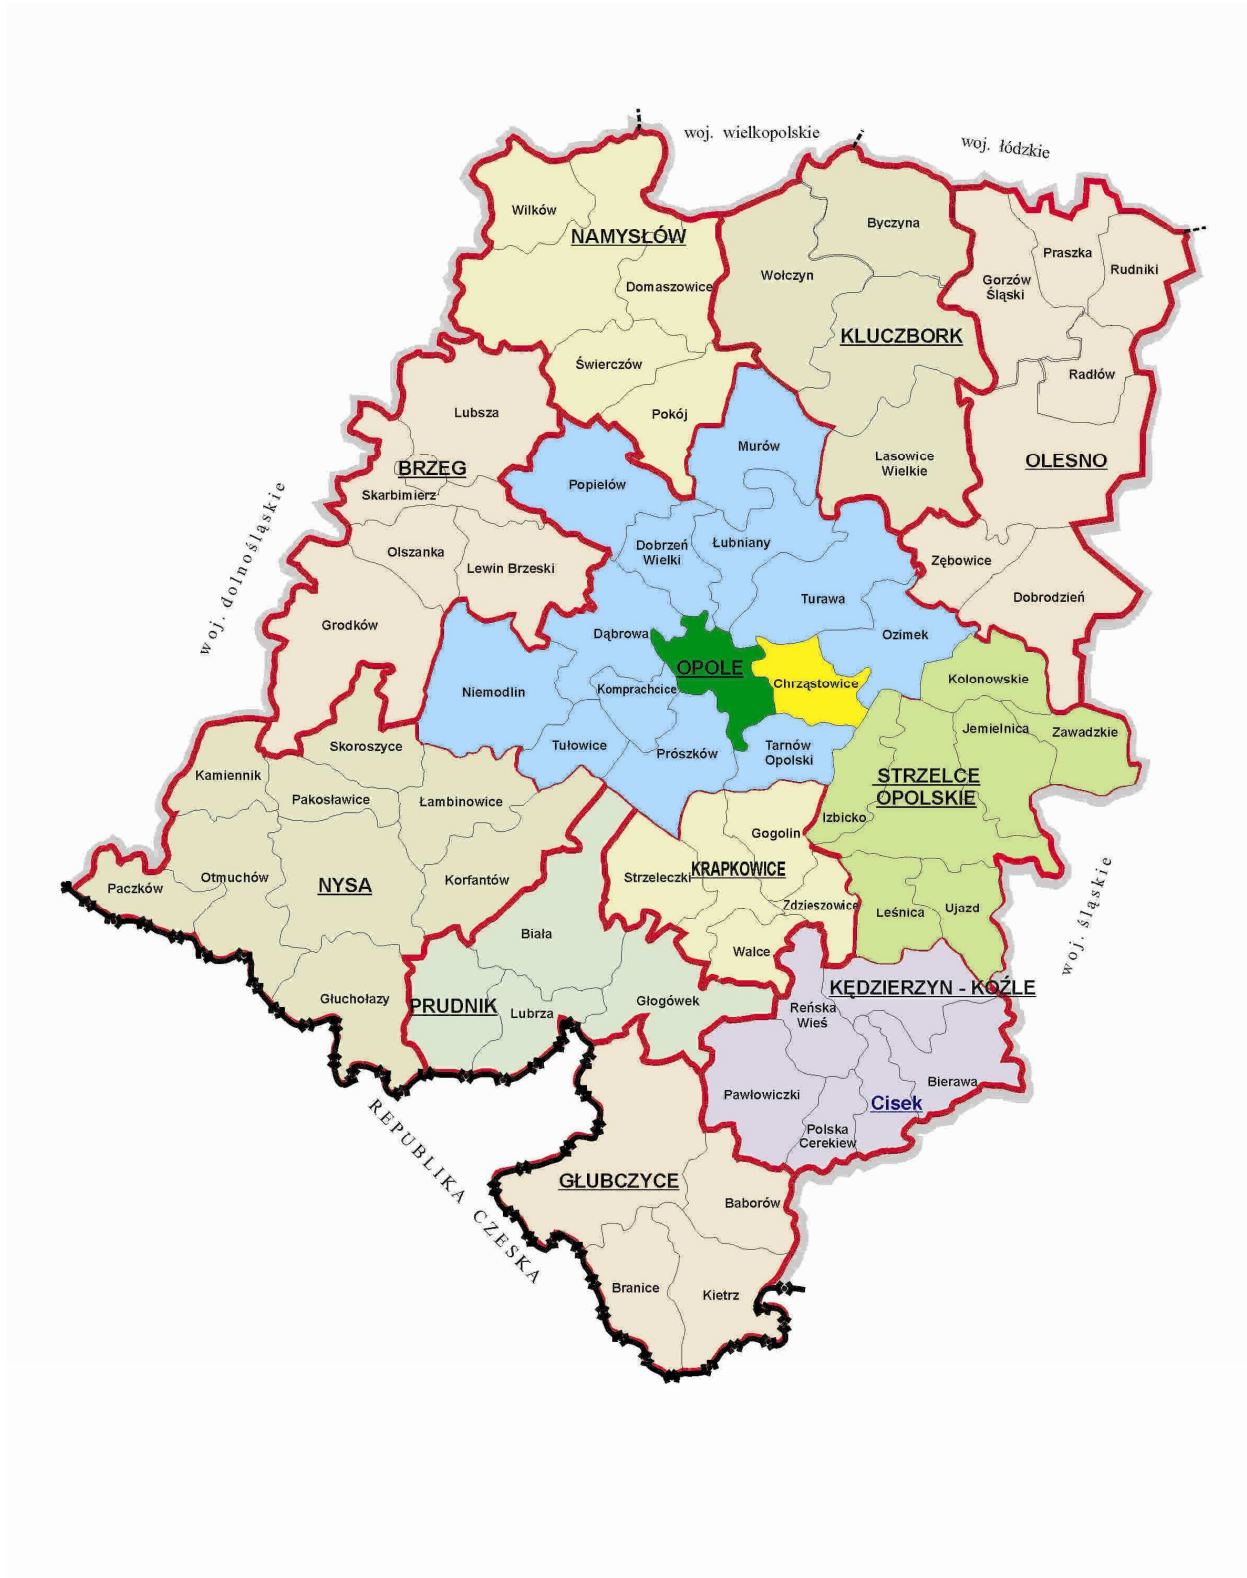 woj. wielkopolskie
woj. łódzkie
Wilków
NAMYSŁÓW
Byczyna
Praszka
Rudniki
Wołczyn
Domaszowice
Gorzów
Śląski
KLUCZBORK
Świerczów
Radłów
Lubsza
Pokój
Murów
Lasowice
Wielkie
OLESNO
BRZEG
Skarbimierz
Popielów
woj. dolnośląskie
Olszanka
Lewin Brzeski
Dobrzeń
Wielki
Łubniany
Zębowice
Dobrodzień
Turawa
Grodków
Dąbrowa
Ozimek
OPOLE
Chrząstowice
Kolonowskie
Niemodlin
Komprachcice
Skoroszyce
Tułowice
Prószków
Tarnów
Opolski
Jemielnica
Zawadzkie
Kamiennik
Pakosławice
Łambinowice
STRZELCE
OPOLSKIE
Izbicko
Gogolin
Paczków
Otmuchów
NYSA
Korfantów
Strzeleczki
KRAPKOWICE
Zdzieszowice
Leśnica
Ujazd
woj. śląskie
Biała
Walce
Głuchołazy
PRUDNIK
Lubrza
Głogówek
KĘDZIERZYN - KOŹLE
Reńska
Wieś
Pawłowiczki
Bierawa
Cisek
Polska
Cerekiew
REPUBLIKA CZESKA
GŁUBCZYCE
Baborów
Branice
Kietrz